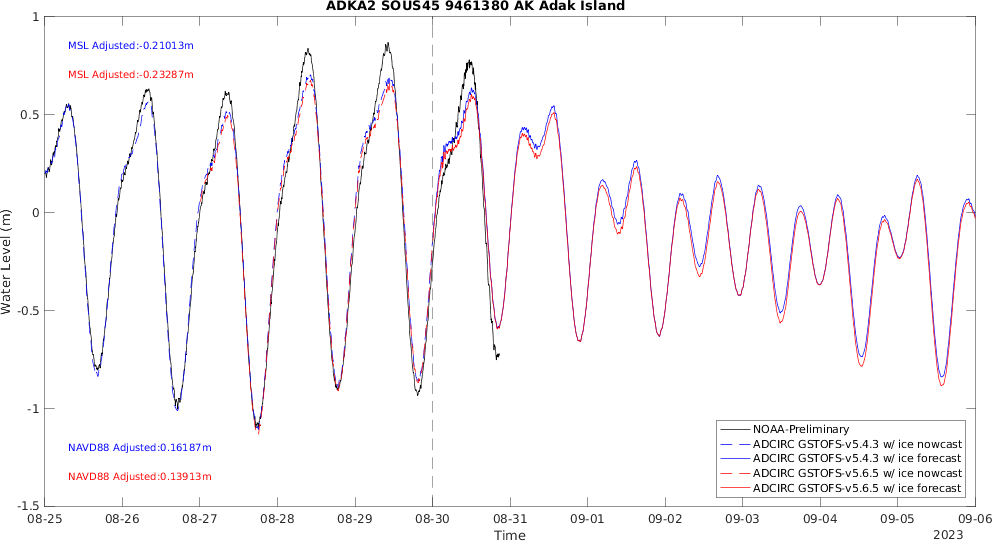 ADKA2 SOUS45 9461380 AK Adak Island
MSL Adjusted:-0.21013m
MSL Adjusted:-0.23287m
NAVD88 Adjusted:0.16187m
NAVD88 Adjusted:0.13913m
Water Level (m)
1
0.5
0
-0.5
-1
-1.5
NOAA-Preliminary
ADCIRC GSTOFS-v5.4.3 w/ ice nowcast
ADCIRC GSTOFS-v5.4.3 w/ ice forecast
ADCIRC GSTOFS-v5.6.5 w/ ice nowcast
ADCIRC GSTOFS-v5.6.5 w/ ice forecast
08-25 08-26 08-27 08-28 08-29 08-30 08-31 09-01 09-02 09-03 09-04 09-05 09-06
Time
2023